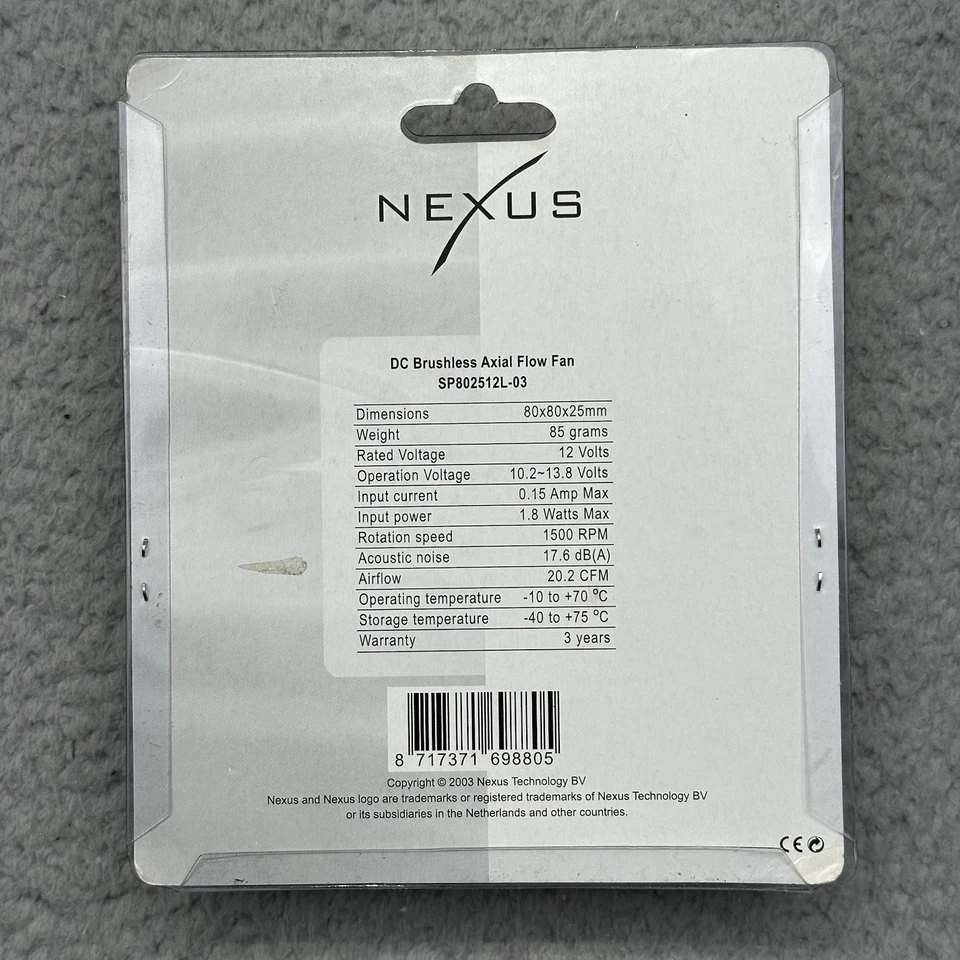 NEXUS
DC Brushless Axial Flow Fan
SP802512L-03
Dimensions 80x80x25mm
Weight 85 grams
Rated Voltage 12 Volts
Operation Voltage 10.2~13.8 Volts
Input current 0.15 Amp Max
Input power 1.8 Watts Max
Rotation speed 1500 RPM
Acoustic noise 17.6 dB(A)
Airflow 20.2 CFM
Operating temperature -10 to +70 ºC
Storage temperature -40 to +75 ºC
Warranty 3 years
8 717371 698805
Copyright © 2003 Nexus Technology BV
Nexus and Nexus logo are trademarks or registered trademarks of Nexus Technology BV
or its subsidiaries in the Netherlands and other countries.
CE